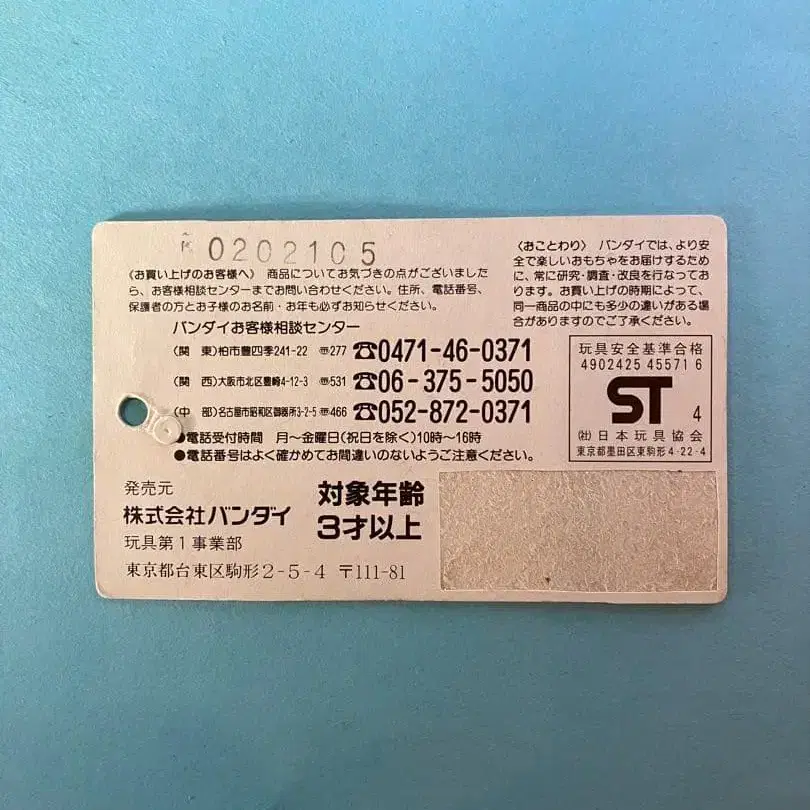 0202105
〈お買い上げのお客様へ〉 商品についてお気づきの点がございました
ら、お客様相談センターまでお問い合わせください。住所、電話番号、
保護者の方とお子様のお名前・お年も必ずお知らせください。
バンダイお客様相談センター
(関 東)柏市豊四季241-22 〠277 ☎0471-46-0371
(関 西)大阪市北区豊崎4-12-3 〠531 ☎06-375-5050
(中 部)名古屋市昭和区御器所3-2-5 〠466 ☎052-872-0371
●電話受付時間 月〜金曜日(祝日を除く)10時〜16時
●電話番号はよく確かめてお間違いのないようご注意ください。
〈おことわり〉 バンダイでは、より安
全で楽しいおもちゃをお届けするため
に、常に研究・調査・改良を行なってお
ります。お買い上げの時期によって、
同一商品の中にも多少の違いがある場
合がありますのでご了承ください。
玩具安全基準合格
4902425 45571 6
ST 4
(社)日本玩具協会
東京都墨田区東駒形4-22-4
発売元
株式会社バンダイ
玩具第1事業部
東京都台東区駒形2-5-4 〒111-81
対象年齢
3才以上